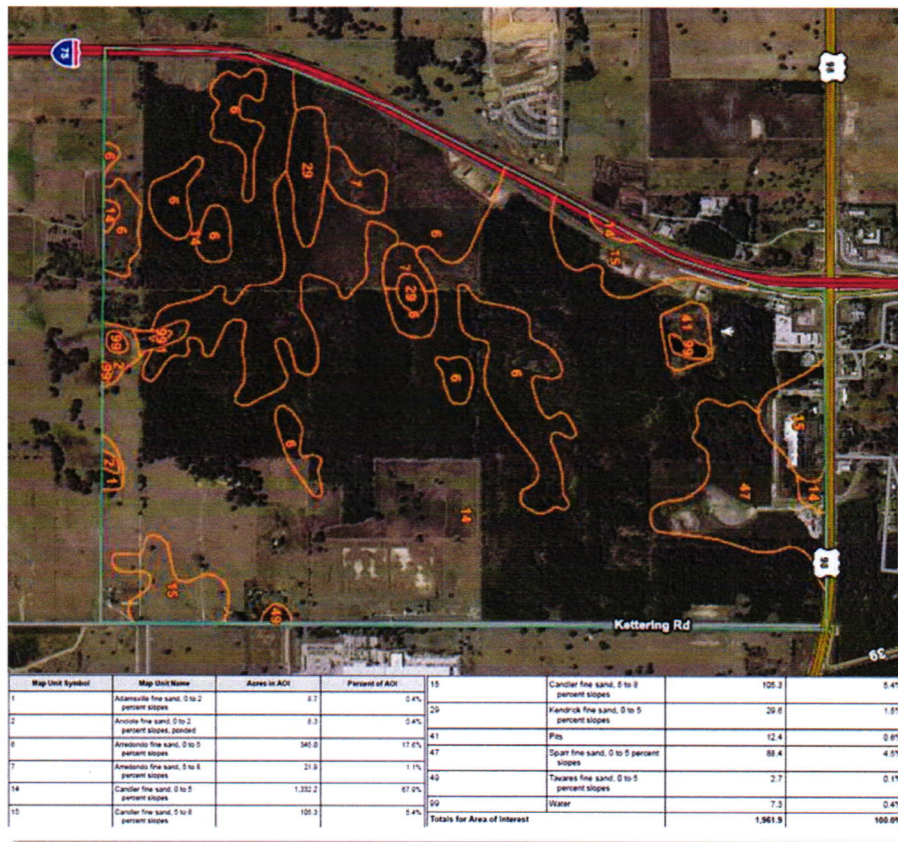 75
98
6
29
7
6
14
15
6
6
14
6
6
14
6
7
29
6
41
99
6
6
99
1
99
2
99
6
15
14
47
2
1
14
15
49
98
Kettering Rd
39
Map Unit Symbol Map Unit Name Acres in AOI Percent of AOI
1 Adamsville fine sand, 0 to 2 percent slopes 8.7 0.4%
2 Anclote fine sand, 0 to 2 percent slopes, ponded 8.3 0.4%
6 Arredondo fine sand, 0 to 5 percent slopes 345.0 17.6%
7 Arredondo fine sand, 5 to 8 percent slopes 21.9 1.1%
14 Candler fine sand, 0 to 5 percent slopes 1,332.2 67.9%
15 Candler fine sand, 5 to 8 percent slopes 105.3 5.4%
15 Candler fine sand, 5 to 8 percent slopes 105.3 5.4%
29 Kendrick fine sand, 0 to 5 percent slopes 29.6 1.5%
41 Pits 12.4 0.6%
47 Sparr fine sand, 0 to 5 percent slopes 88.4 4.5%
49 Tavares fine sand, 0 to 5 percent slopes 2.7 0.1%
99 Water 7.3 0.4%
Totals for Area of Interest 1,961.9 100.0%